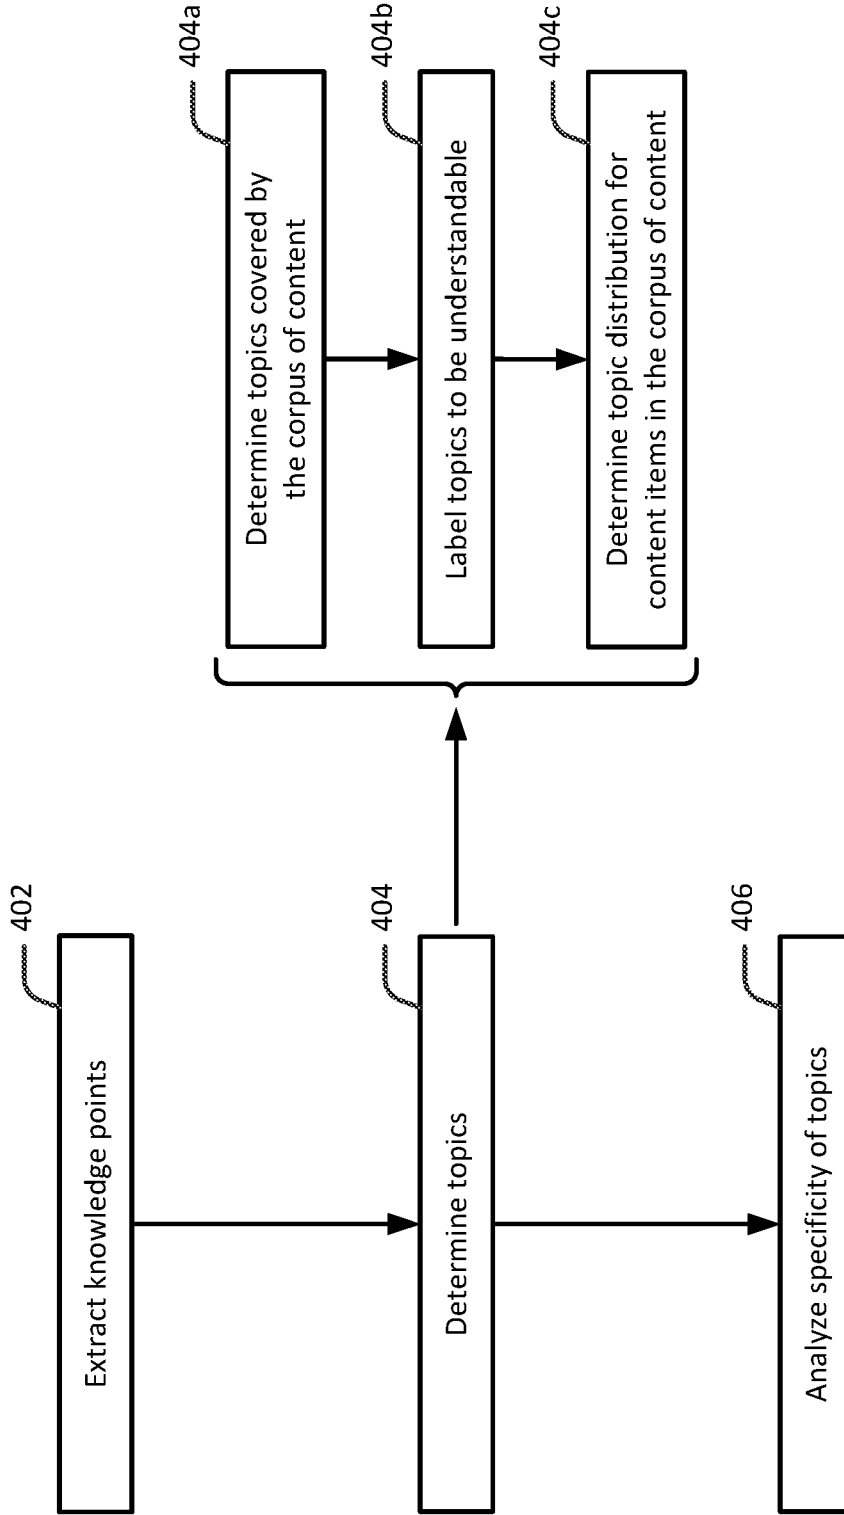 402
Extract knowledge points
404
Determine topics
406
Analyze specificity of topics
404a
Determine topics covered by
the corpus of content
404b
Label topics to be understandable
404c
Determine topic distribution for
content items in the corpus of content